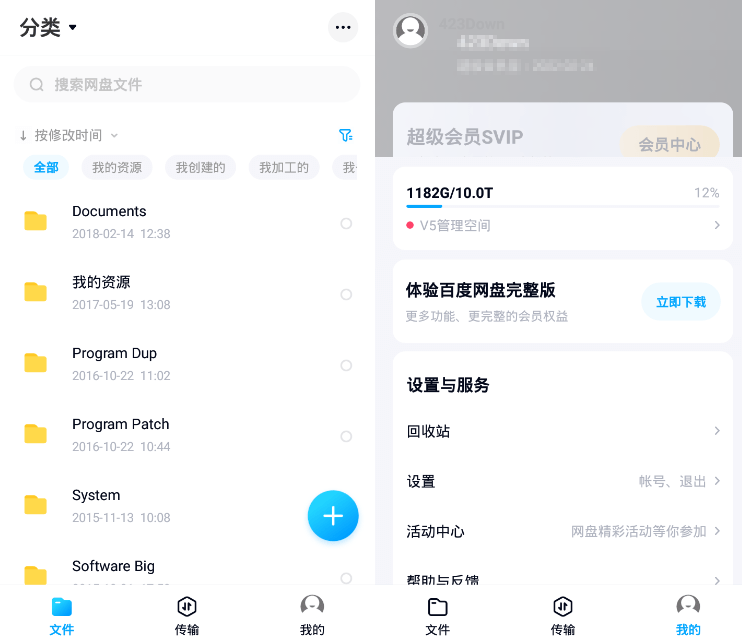 分类
搜索网盘文件
按修改时间
全部
我的资源
我创建的
我加工的
我
Documents
2018-02-14 12:38
我的资源
2017-05-19 13:08
Program Dup
2016-10-22 11:02
Program Patch
2016-10-22 10:44
System
2015-11-13 10:08
Software Big
文件
传输
我的
超级会员SVIP
会员中心
1182G/10.0T
12%
V5管理空间
体验百度网盘完整版
更多功能、更完整的会员权益
立即下载
设置与服务
回收站
设置
帐号、退出
活动中心
网盘精彩活动等你参加
帮助与反馈
文件
传输
我的